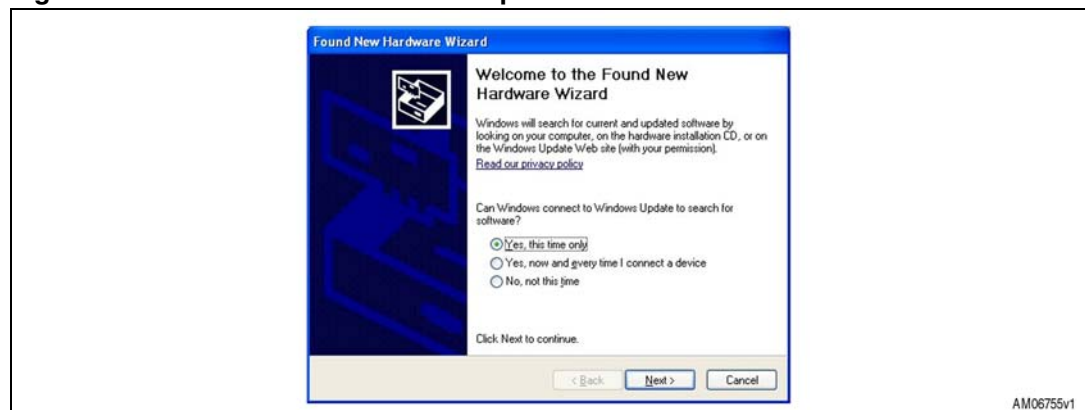 Found New Hardware Wizard
Welcome to the Found New
Hardware Wizard
Windows will search for current and updated software by
looking on your computer, on the hardware installation CD, or on
the Windows Update Web site (with your permission).
Read our privacy policy
Can Windows connect to Windows Update to search for
software?
Yes, this time only
Yes, now and every time I connect a device
No, not this time
Click Next to continue.
< Back Next > Cancel
AM06755v1